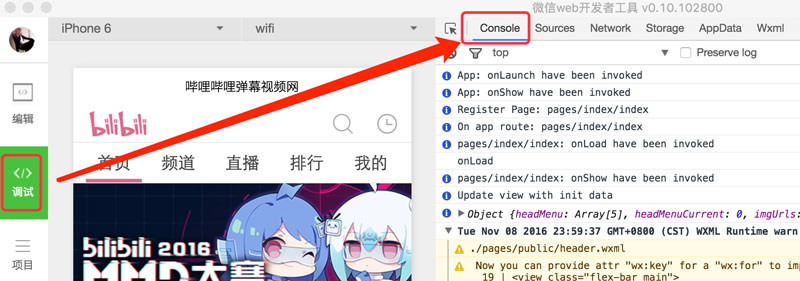 微信web开发者工具 v0.10.102800
iPhone 6
wifi
Console
Sources
Network
Storage
AppData
Wxml
top
Preserve log
编辑
调试
项目
哔哩哔哩弹幕视频网
bilibili
首页
频道
直播
排行
我的
bilibili 2016
MMD大赛
App: onLaunch have been invoked
App: onShow have been invoked
Register Page: pages/index/index
On app route: pages/index/index
pages/index/index: onLoad have been invoked
onLoad
pages/index/index: onShow have been invoked
Update view with init data
Object {headMenu: Array[5], headMenuCurrent: 0, imgUrls:
Tue Nov 08 2016 23:59:37 GMT+0800 (CST) WXML Runtime warn
./pages/public/header.wxml
Now you can provide attr "wx:key" for a "wx:for" to imp
19 | <view class="flex-bar main">